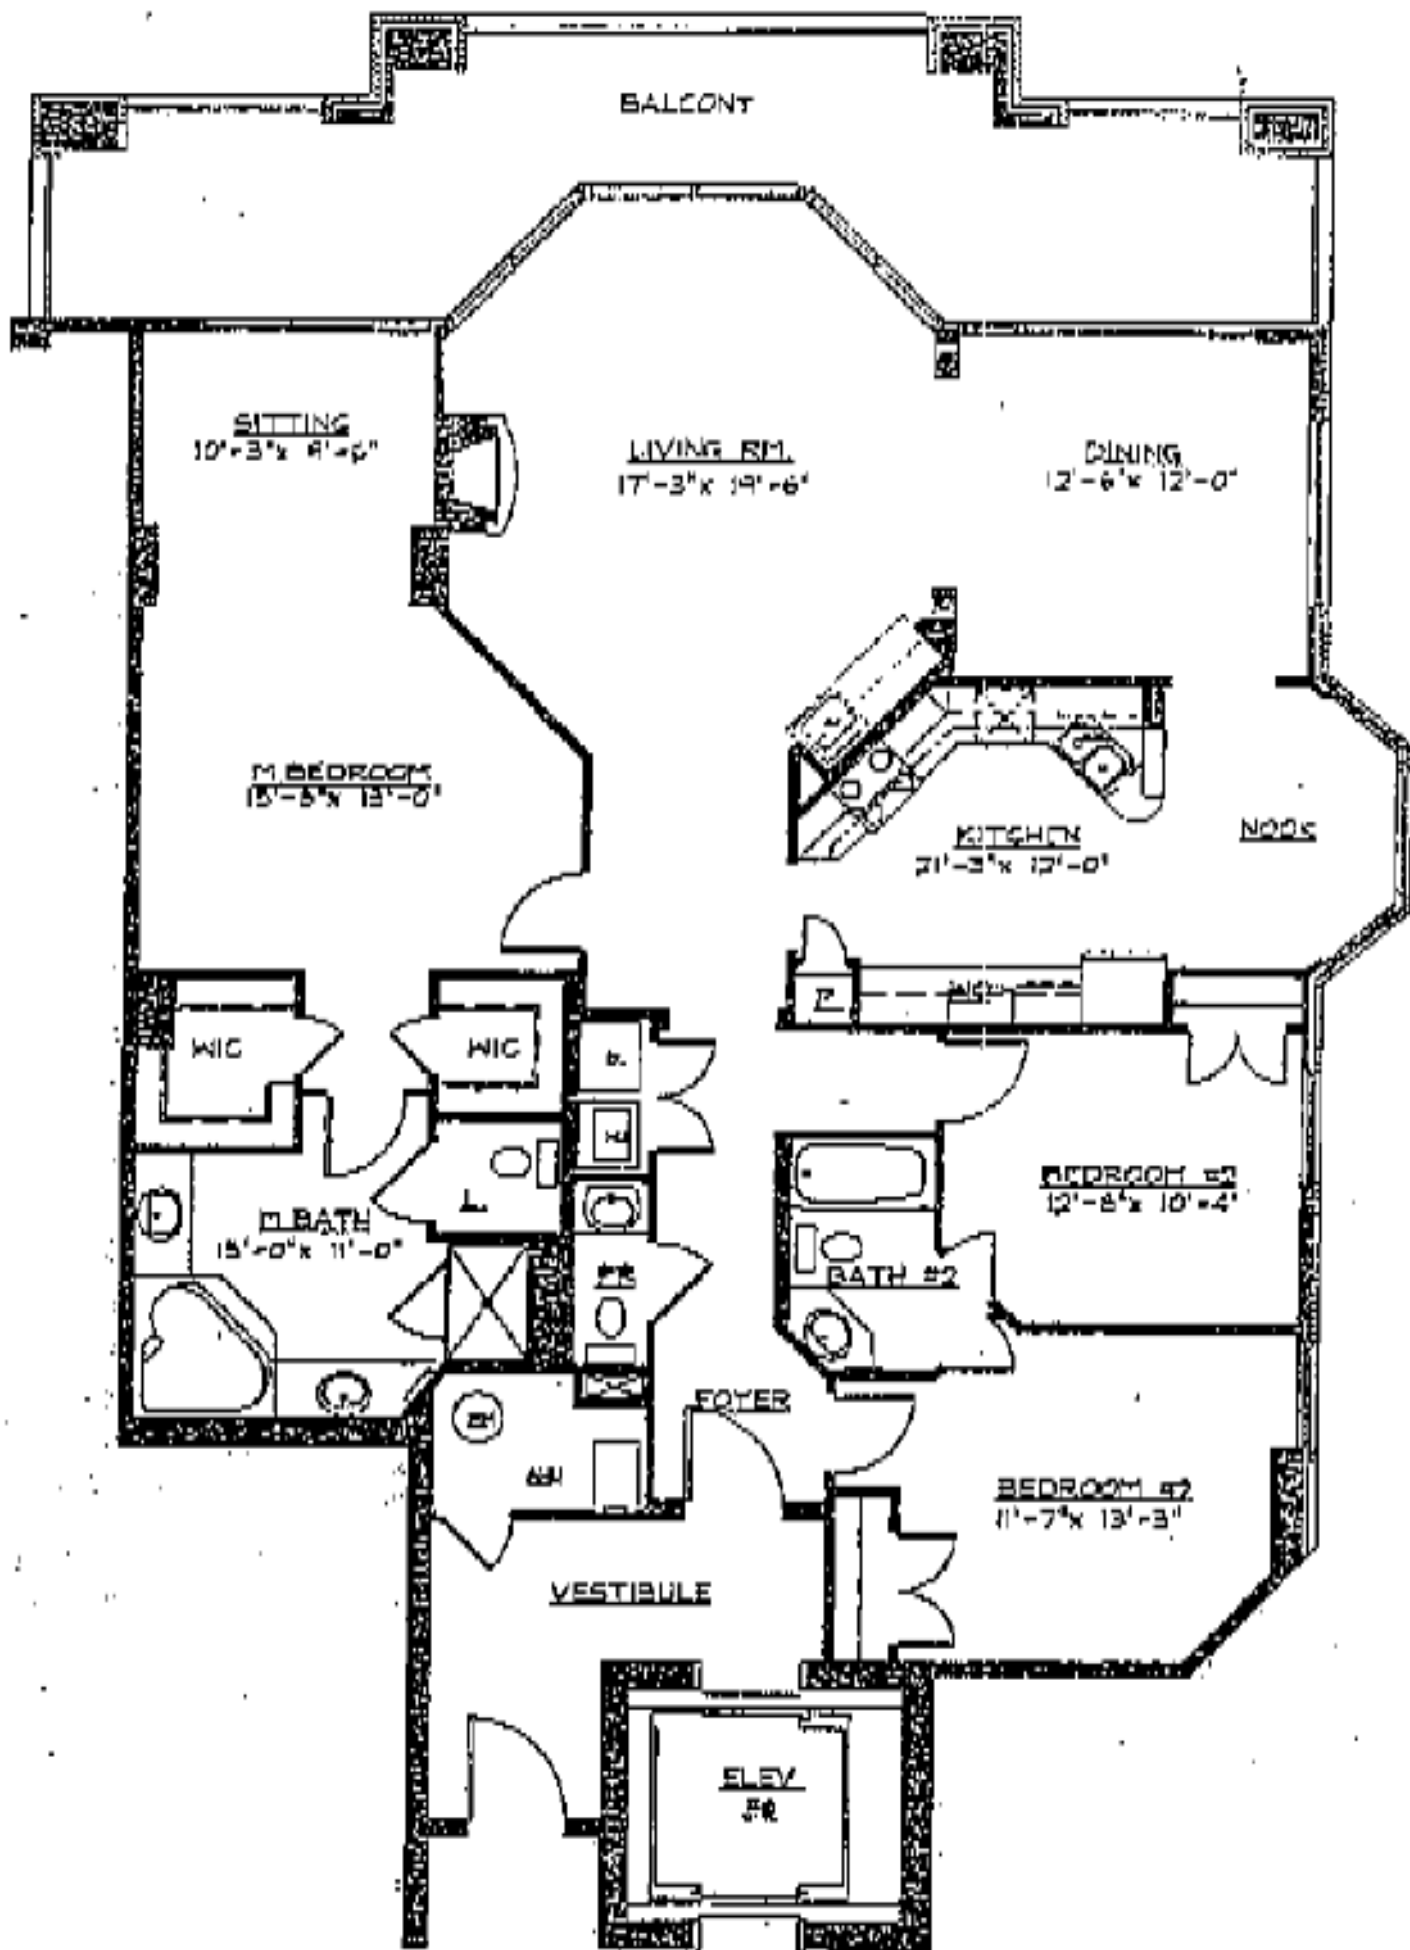 BALCONY
SITTING
10'-3"x 9'-6"
LIVING RM.
17'-3"x 19'-6"
DINING
12'-6"x 12'-0"
M.BEDROOM
15'-8"x 13'-0"
KITCHEN
21'-3"x 12'-0"
NOOK
WIC
WIC
P
M.BATH
15'-0"x 11'-0"
L.
BEDROOM
12'-8"x 10'-4"
BATH #2
FOYER
AHU
BEDROOM #2
11'-7"x 13'-3"
VESTIBULE
ELEV